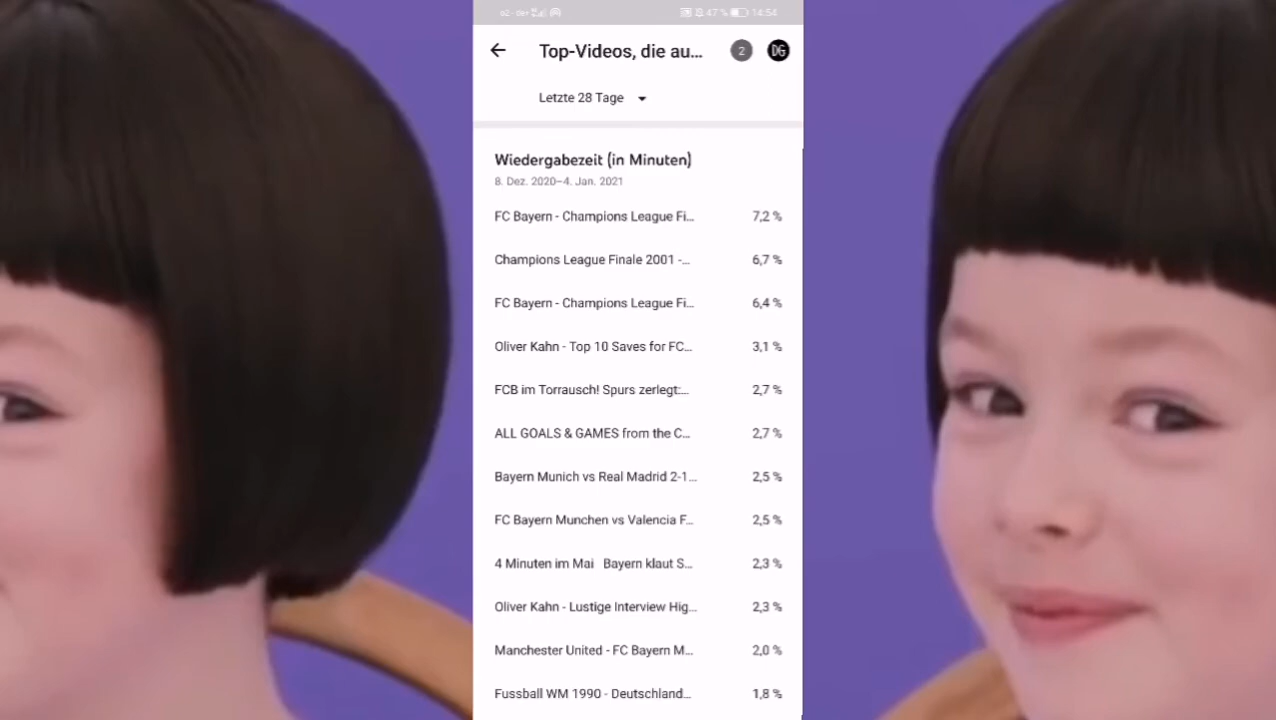 47 % 14:54
Top-Videos, die au... 2 DG
Letzte 28 Tage
Wiedergabezeit (in Minuten)
8. Dez. 2020–4. Jan. 2021
FC Bayern - Champions League Fi... 7,2 %
Champions League Finale 2001 -... 6,7 %
FC Bayern - Champions League Fi... 6,4 %
Oliver Kahn - Top 10 Saves for FC... 3,1 %
FCB im Torrausch! Spurs zerlegt:... 2,7 %
ALL GOALS & GAMES from the C... 2,7 %
Bayern Munich vs Real Madrid 2-1... 2,5 %
FC Bayern Munchen vs Valencia F... 2,5 %
4 Minuten im Mai Bayern klaut S... 2,3 %
Oliver Kahn - Lustige Interview Hig... 2,3 %
Manchester United - FC Bayern M... 2,0 %
Fussball WM 1990 - Deutschland... 1,8 %